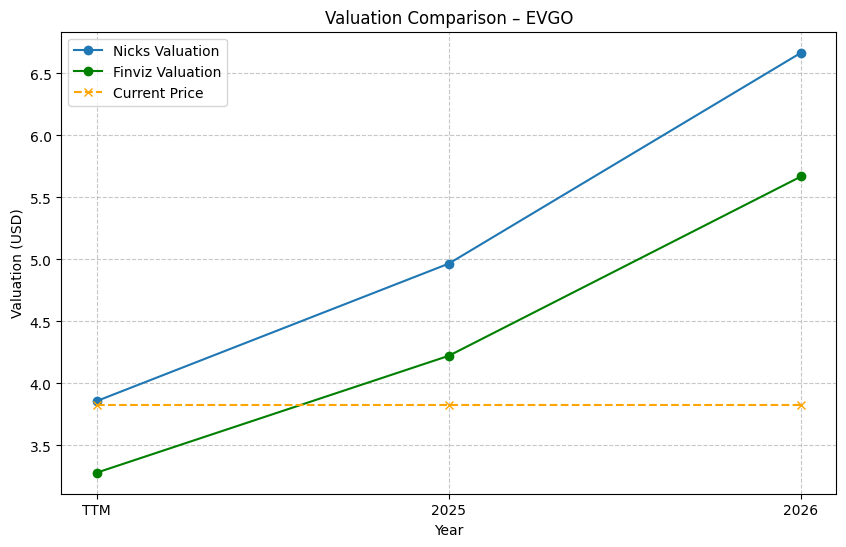 Valuation Comparison – EVGO
Nicks Valuation
Finviz Valuation
Current Price
6.5
6.0
5.5
5.0
4.5
4.0
3.5
Valuation (USD)
TTM
2025
2026
Year